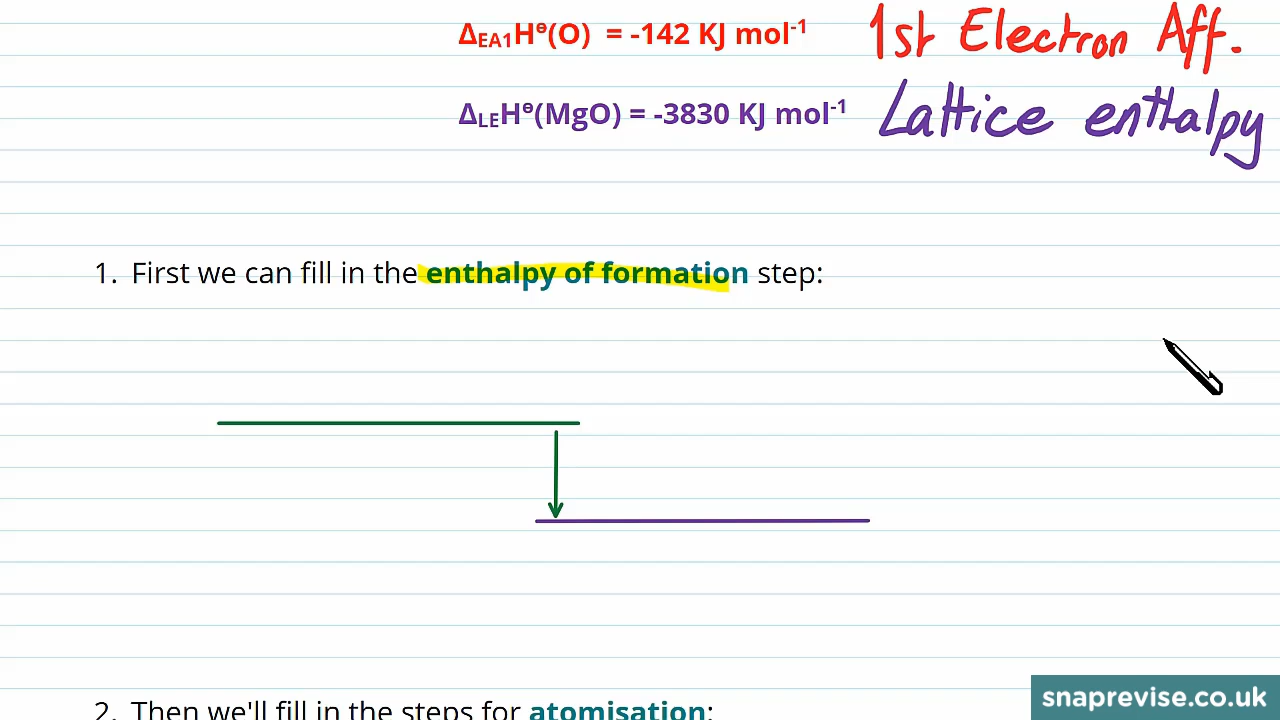 Δ_EA1H^ɵ(O) = -142 KJ mol⁻¹ 1st Electron Aff.
Δ_LEH^ɵ(MgO) = -3830 KJ mol⁻¹ Lattice enthalpy
1. First we can fill in the enthalpy of formation step:
2. Then we'll fill in the steps for atomisation:
snaprevise.co.uk